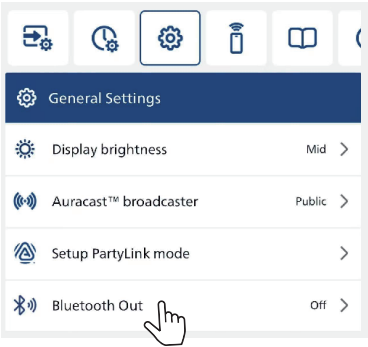 General Settings
Display brightness Mid
Auracast™ broadcaster Public
Setup PartyLink mode
Bluetooth Out Off